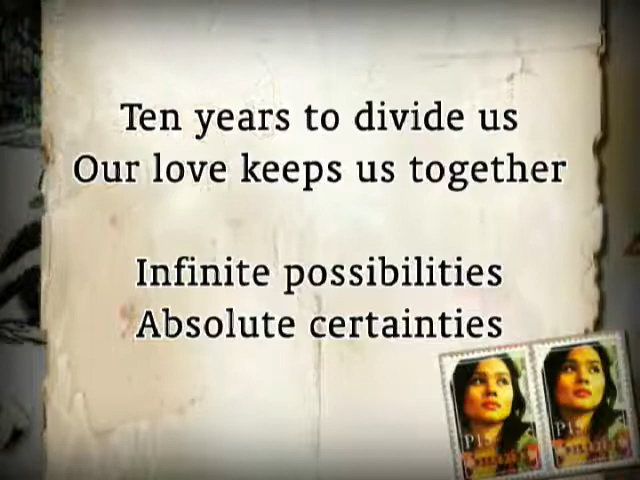 Ten years to divide us
Our love keeps us together
Infinite possibilities
Absolute certainties